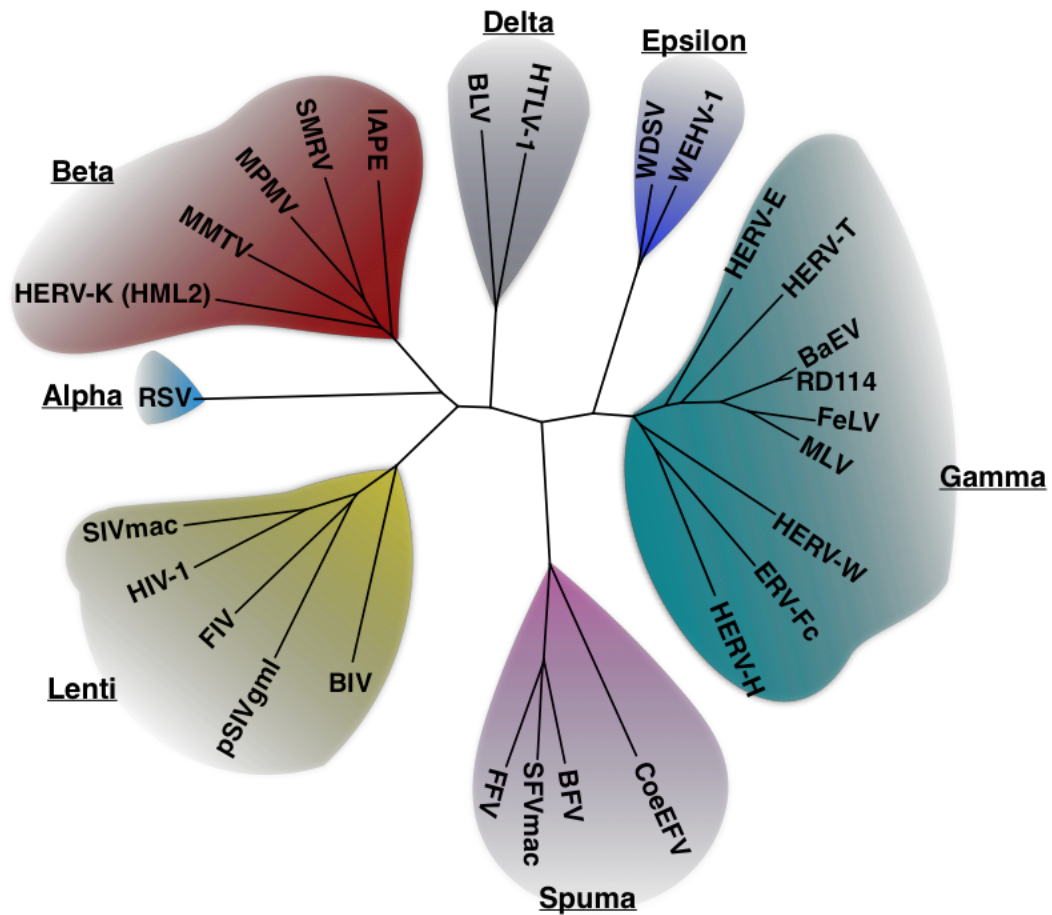 Delta
BLV
HTLV-1
Epsilon
WDSV
WEHV-1
Beta
IAPE
SMRV
MPMV
MMTV
HERV-K (HML2)
Alpha
RSV
Gamma
HERV-E
HERV-T
BaEV
RD114
FeLV
MLV
HERV-W
ERV-Fc
HERV-H
Lenti
SIVmac
HIV-1
FIV
pSIVgml
BIV
Spuma
FFV
SFVmac
BFV
CoeEFV